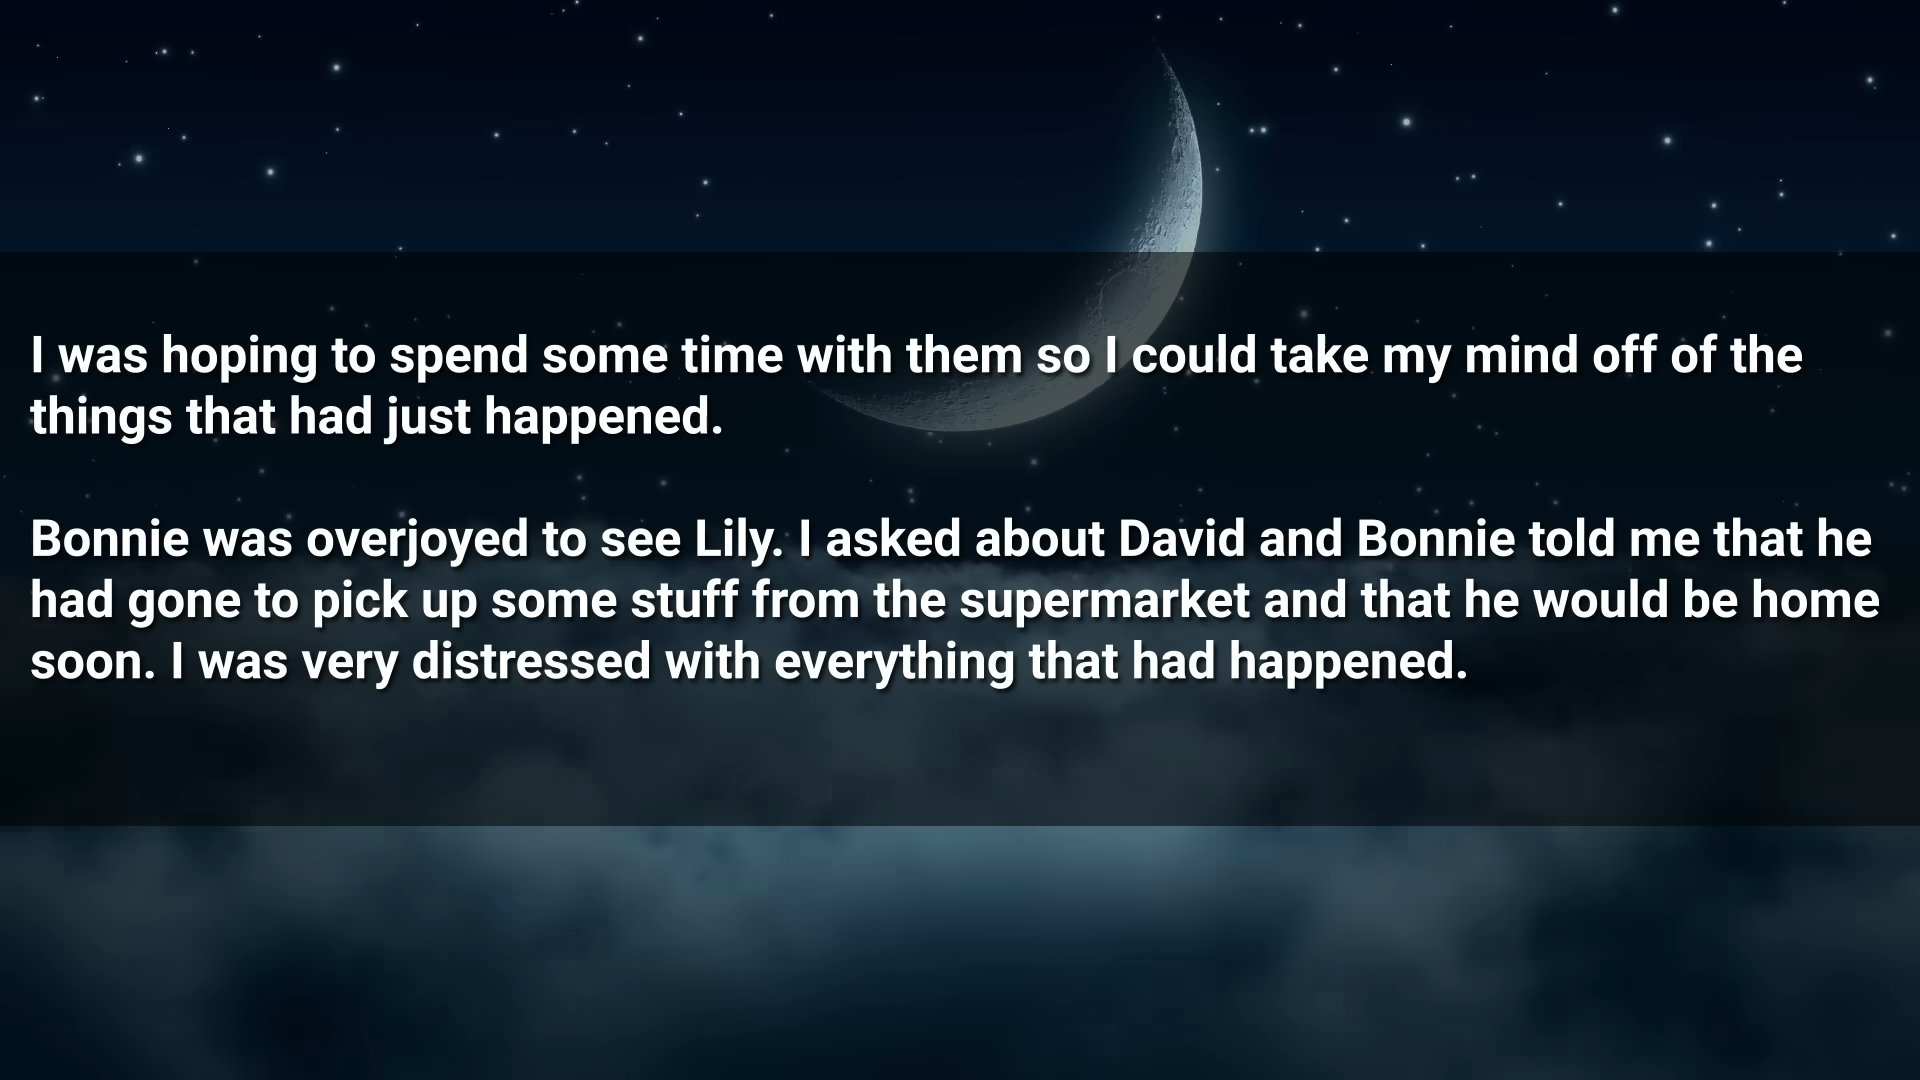 I was hoping to spend some time with them so I could take my mind off of the
things that had just happened.
Bonnie was overjoyed to see Lily. I asked about David and Bonnie told me that he
had gone to pick up some stuff from the supermarket and that he would be home
soon. I was very distressed with everything that had happened.